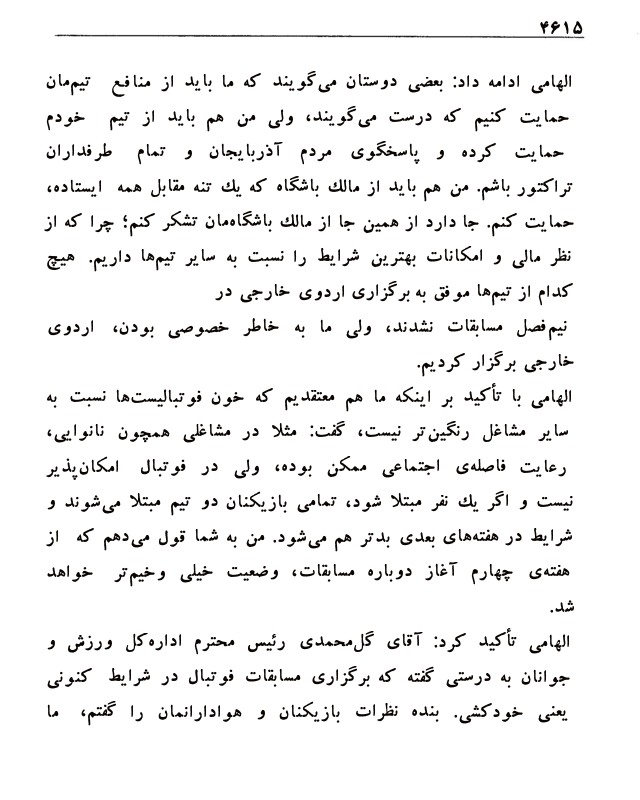 ۴۶۱۵
الهامی ادامه داد: بعضی دوستان می‌گویند که ما باید از منافع تیم‌مان
حمایت کنیم که درست می‌گویند، ولی من هم باید از تیم خودم
حمایت کرده و پاسخگوی مردم آذربایجان و تمام طرفداران
تراکتور باشم. من هم باید از مالك باشگاه که یك تنه مقابل همه ایستاده،
حمایت کنم. جا دارد از همین جا از مالك باشگاه‌مان تشکر کنم؛ چرا که از
نظر مالی و امکانات بهترین شرایط را نسبت به سایر تیم‌ها داریم. هیچ
کدام از تیم‌ها موفق به برگزاری اردوی خارجی در
نیم‌فصل مسابقات نشدند، ولی ما به خاطر خصوصی بودن، اردوی
خارجی برگزار کردیم.
الهامی با تأکید بر اینکه ما هم معتقدیم که خون فوتبالیست‌ها نسبت به
سایر مشاغل رنگین‌تر نیست، گفت: مثلا در مشاغلی همچون نانوایی،
رعایت فاصله‌ی اجتماعی ممکن بوده، ولی در فوتبال امکان‌پذیر
نیست و اگر یك نفر مبتلا شود، تمامی بازیکنان دو تیم مبتلا می‌شوند و
شرایط در هفته‌های بعدی بدتر هم می‌شود. من به شما قول می‌دهم که از
هفته‌ی چهارم آغاز دوباره مسابقات، وضعیت خیلی وخیم‌تر خواهد
شد.
الهامی تأکید کرد: آقای گل‌محمدی رئیس محترم اداره‌کل ورزش و
جوانان به درستی گفته که برگزاری مسابقات فوتبال در شرایط کنونی
یعنی خودکشی. بنده نظرات بازیکنان و هوادارانمان را گفتم، ما